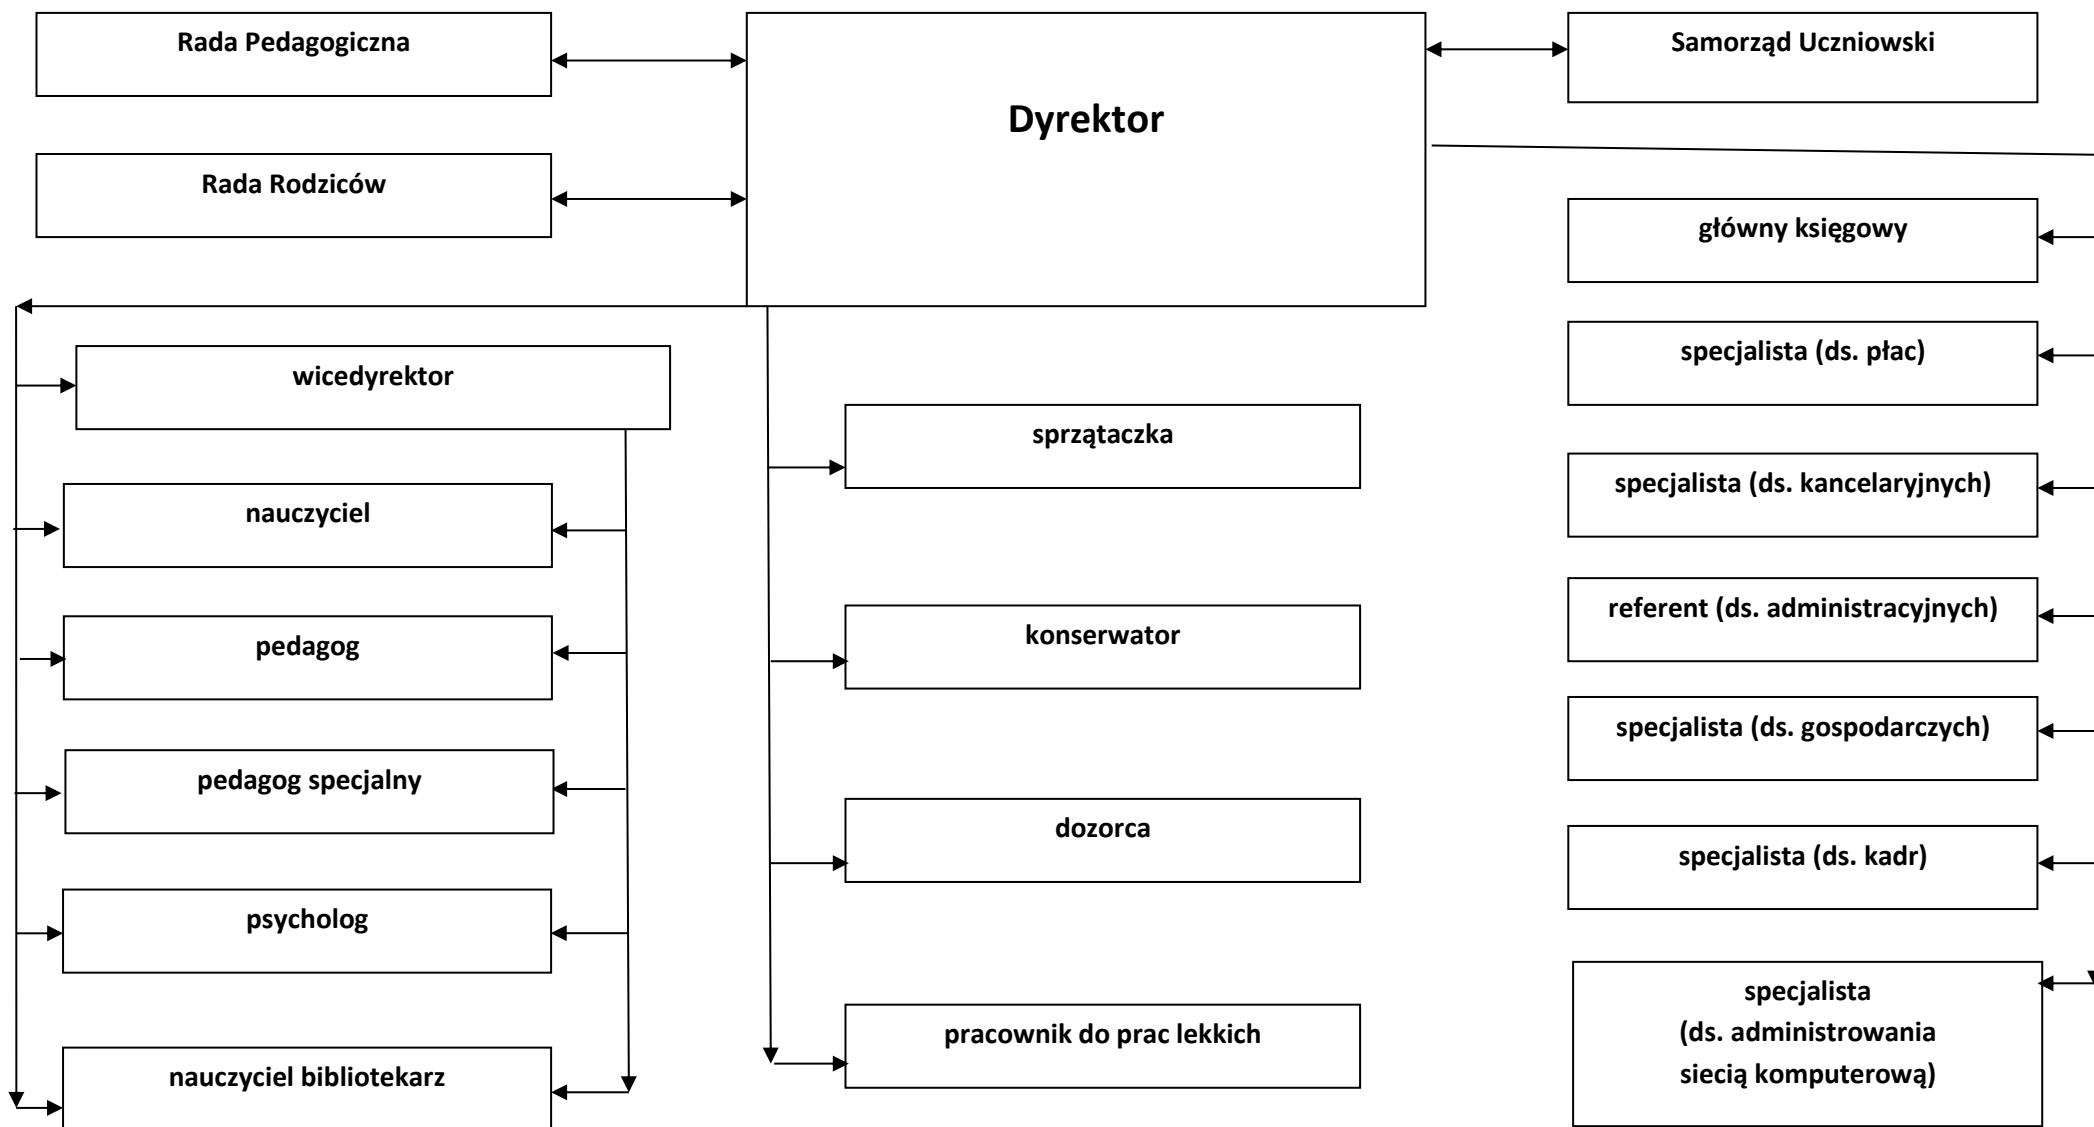 Rada Pedagogiczna
Dyrektor
Samorząd Uczniowski
Rada Rodziców
główny księgowy
wicedyrektor
specjalista (ds. płac)
sprzątaczka
nauczyciel
specjalista (ds. kancelaryjnych)
pedagog
konserwator
referent (ds. administracyjnych)
pedagog specjalny
specjalista (ds. gospodarczych)
dozorca
specjalista (ds. kadr)
psycholog
pracownik do prac lekkich
specjalista
(ds. administrowania
siecią komputerową)
nauczyciel bibliotekarz